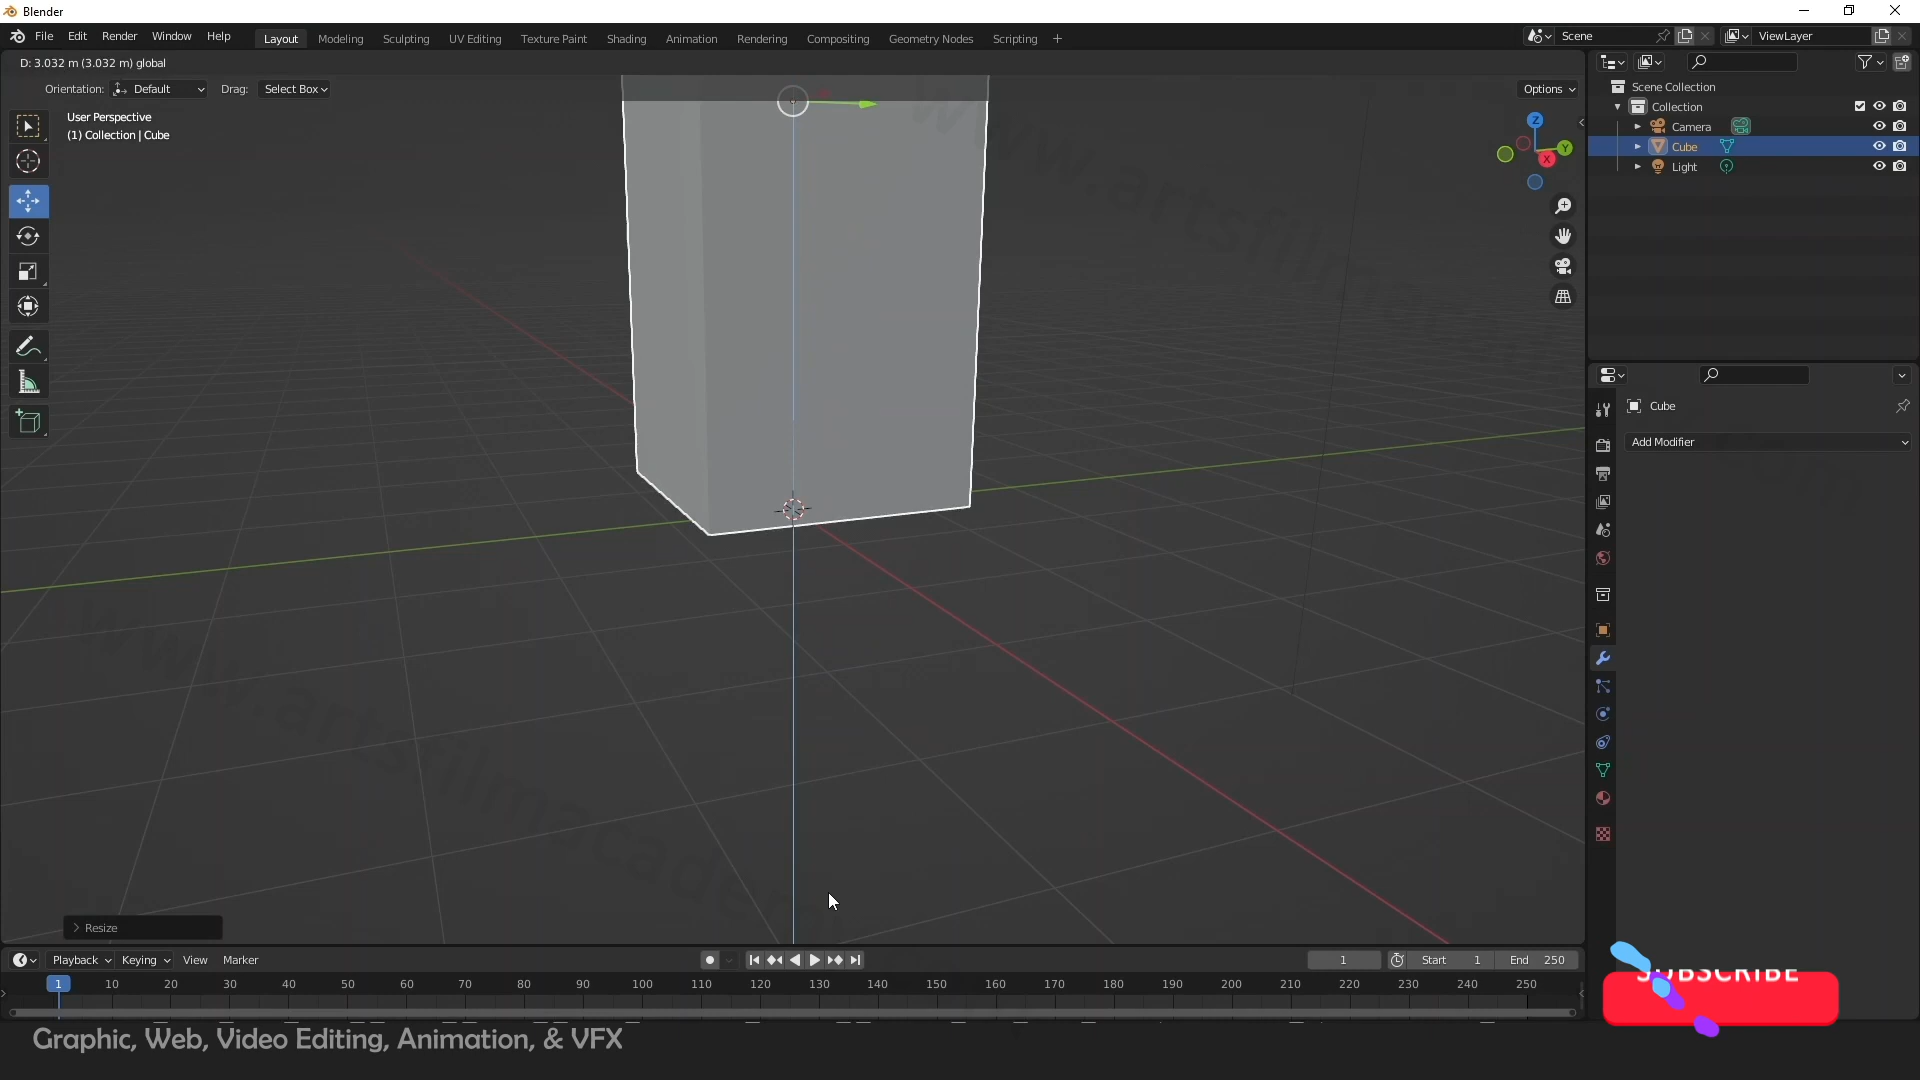 Blender
File Edit Render Window Help Layout Modeling Sculpting UV Editing Texture Paint Shading Animation Rendering Compositing Geometry Nodes Scripting + Scene ViewLayer
D: 3.032 m (3.032 m) global
Orientation: Default Drag: Select Box Options
User Perspective
(1) Collection | Cube
Z
Y
X
Scene Collection
Collection
Camera
Cube
Light
Cube
Add Modifier
www.artsfilmacadem
Resize
Playback Keying View Marker 1 Start 1 End 250
1 10 20 30 40 50 60 70 80 90 100 110 120 130 140 150 160 170 180 190 200 210 220 230 240 250
SUBSCRIBE
Graphic, Web, Video Editing, Animation, & VFX